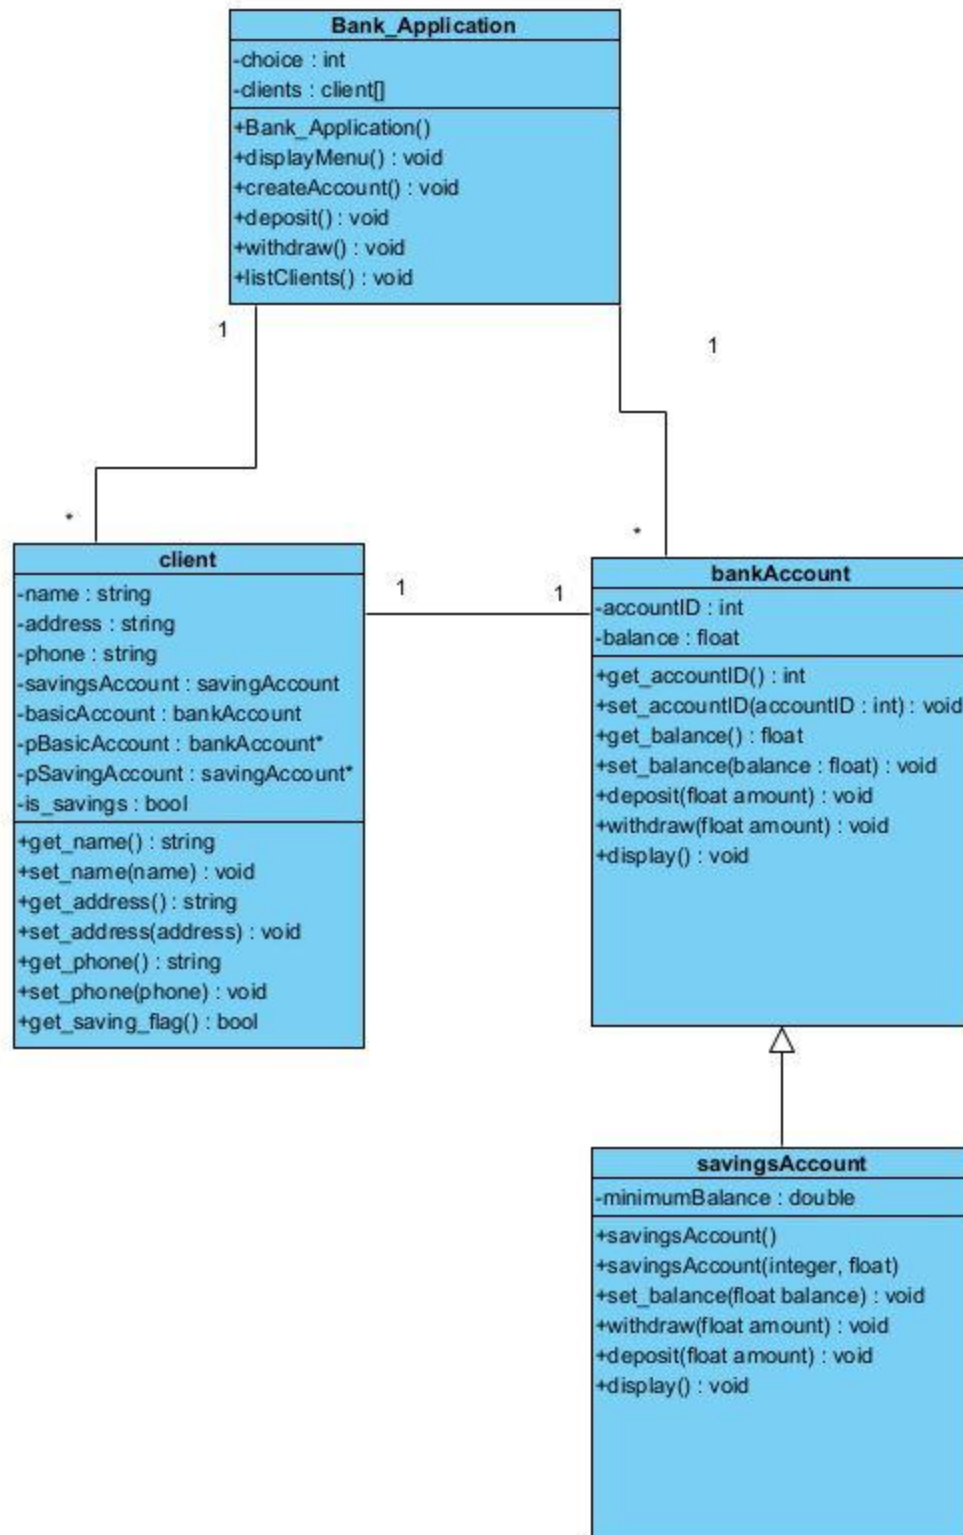 Bank_Application
-choice : int
-clients : client[]
+Bank_Application()
+displayMenu() : void
+createAccount() : void
+deposit() : void
+withdraw() : void
+listClients() : void
1
1
*
*
client
-name : string
-address : string
-phone : string
-savingsAccount : savingAccount
-basicAccount : bankAccount
-pBasicAccount : bankAccount*
-pSavingAccount : savingAccount*
-is_savings : bool
+get_name() : string
+set_name(name) : void
+get_address() : string
+set_address(address) : void
+get_phone() : string
+set_phone(phone) : void
+get_saving_flag() : bool
1
1
bankAccount
-accountID : int
-balance : float
+get_accountID() : int
+set_accountID(accountID : int) : void
+get_balance() : float
+set_balance(balance : float) : void
+deposit(float amount) : void
+withdraw(float amount) : void
+display() : void
savingsAccount
-minimumBalance : double
+savingsAccount()
+savingsAccount(integer, float)
+set_balance(float balance) : void
+withdraw(float amount) : void
+deposit(float amount) : void
+display() : void